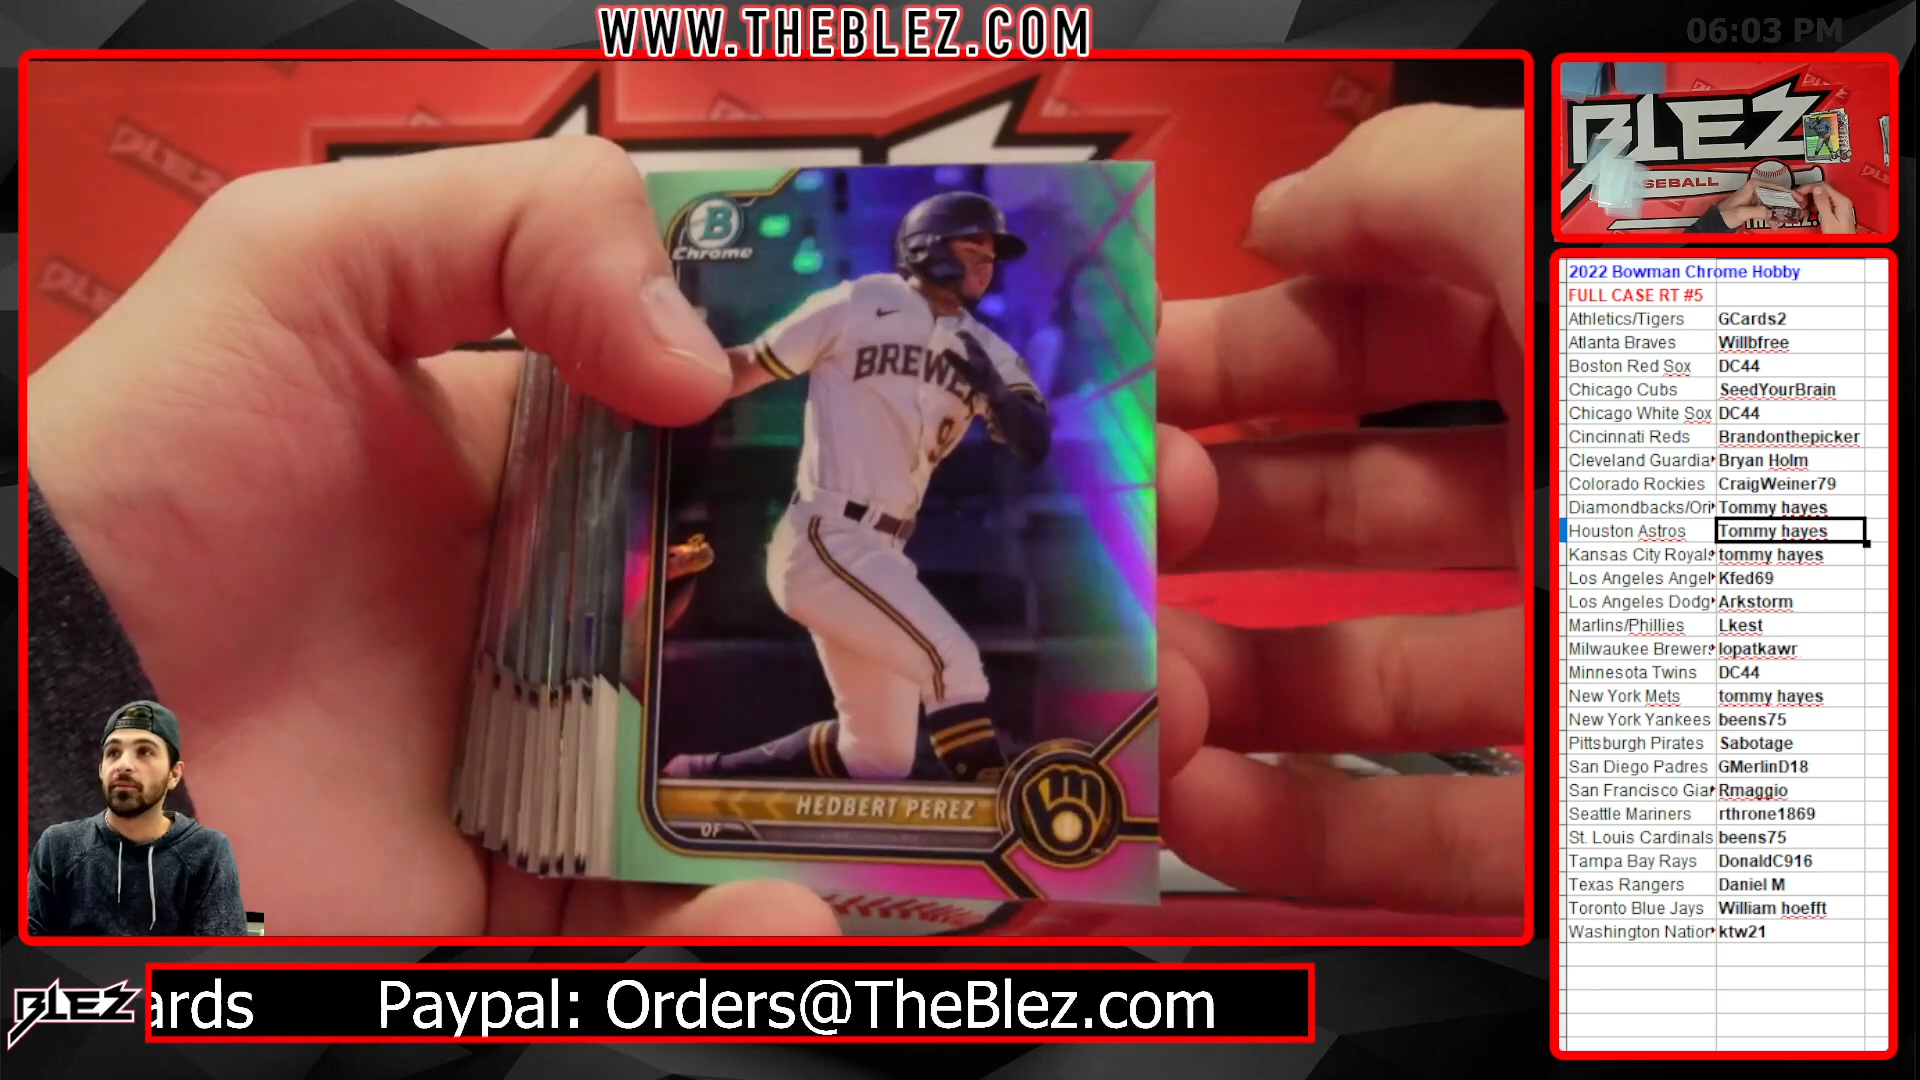 WWW.THEBLEZ.COM
06:03 PM
BLEZ
BASEBALL
B
Chrome
BREWE
9
HEDBERT PEREZ
OF
2022 Bowman Chrome Hobby
FULL CASE RT #5
Athletics/Tigers GCards2
Atlanta Braves Willbfree
Boston Red Sox DC44
Chicago Cubs SeedYourBrain
Chicago White Sox DC44
Cincinnati Reds Brandonthepicker
Cleveland Guardia Bryan Holm
Colorado Rockies CraigWeiner79
Diamondbacks/Ori Tommy hayes
Houston Astros Tommy hayes
Kansas City Royals tommy hayes
Los Angeles Angel Kfed69
Los Angeles Dodg Arkstorm
Marlins/Phillies Lkest
Milwaukee Brewers lopatkawr
Minnesota Twins DC44
New York Mets tommy hayes
New York Yankees beens75
Pittsburgh Pirates Sabotage
San Diego Padres GMerlinD18
San Francisco Giar Rmaggio
Seattle Mariners rthrone1869
St. Louis Cardinals beens75
Tampa Bay Rays DonaldC916
Texas Rangers Daniel M
Toronto Blue Jays William hoefft
Washington Nation ktw21
BLEZ
ards Paypal: Orders@TheBlez.com